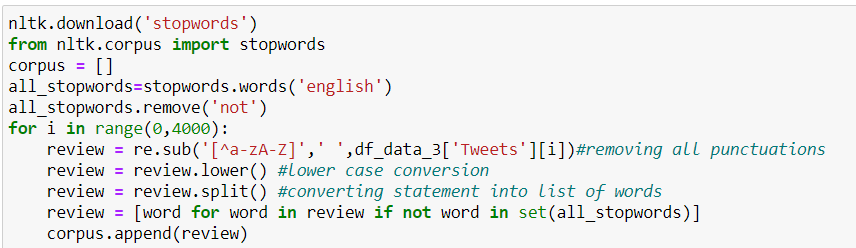 nltk.download('stopwords')
from nltk.corpus import stopwords
corpus = []
all_stopwords=stopwords.words('english')
all_stopwords.remove('not')
for i in range(0,4000):
    review = re.sub('[^a-zA-Z]',' ',df_data_3['Tweets'][i])#removing all punctuations
    review = review.lower() #lower case conversion
    review = review.split() #converting statement into list of words
    review = [word for word in review if not word in set(all_stopwords)]
    corpus.append(review)